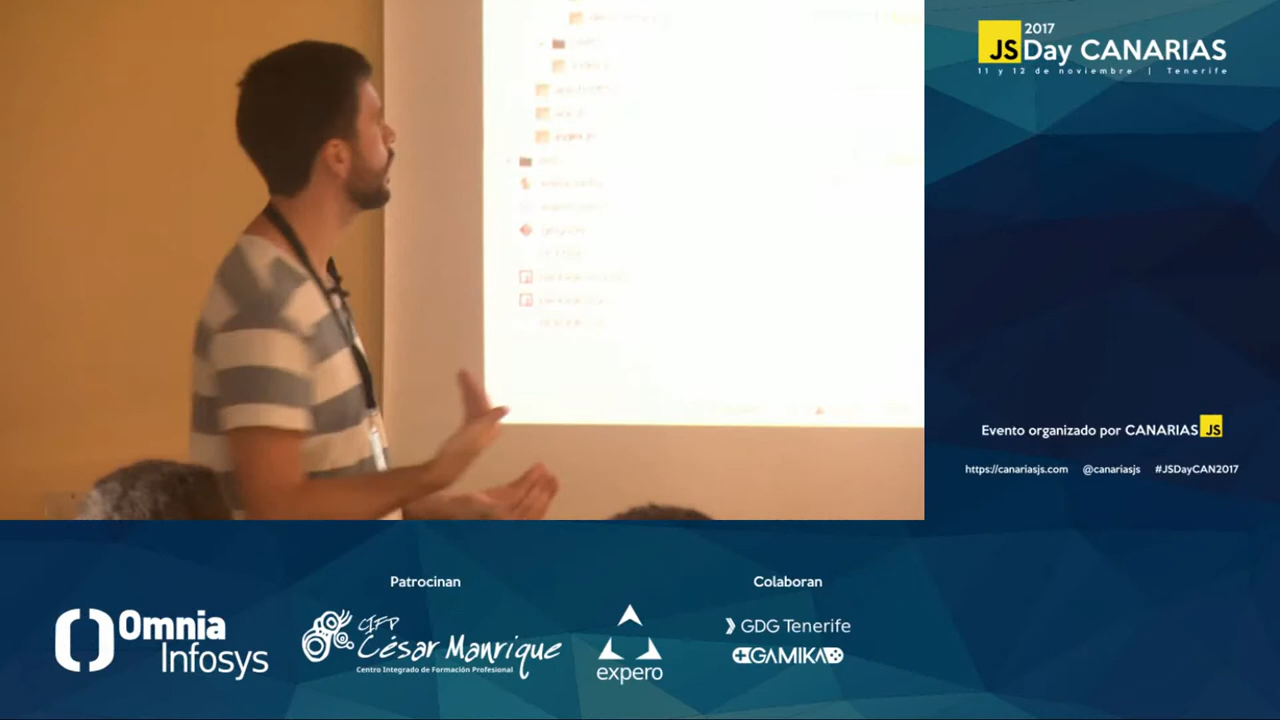 2017
JS Day CANARIAS
11 y 12 de noviembre | Tenerife
Evento organizado por CANARIAS JS
https://canariasjs.com @canariasjs #JSDayCAN2017
Patrocinan
Colaboran
Omnia
Infosys
CIFP
César Manrique
Centro Integrado de Formación Profesional
expero
GDG Tenerife
GAMIKA